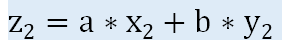 z₂ = a * x₂ + b * y₂